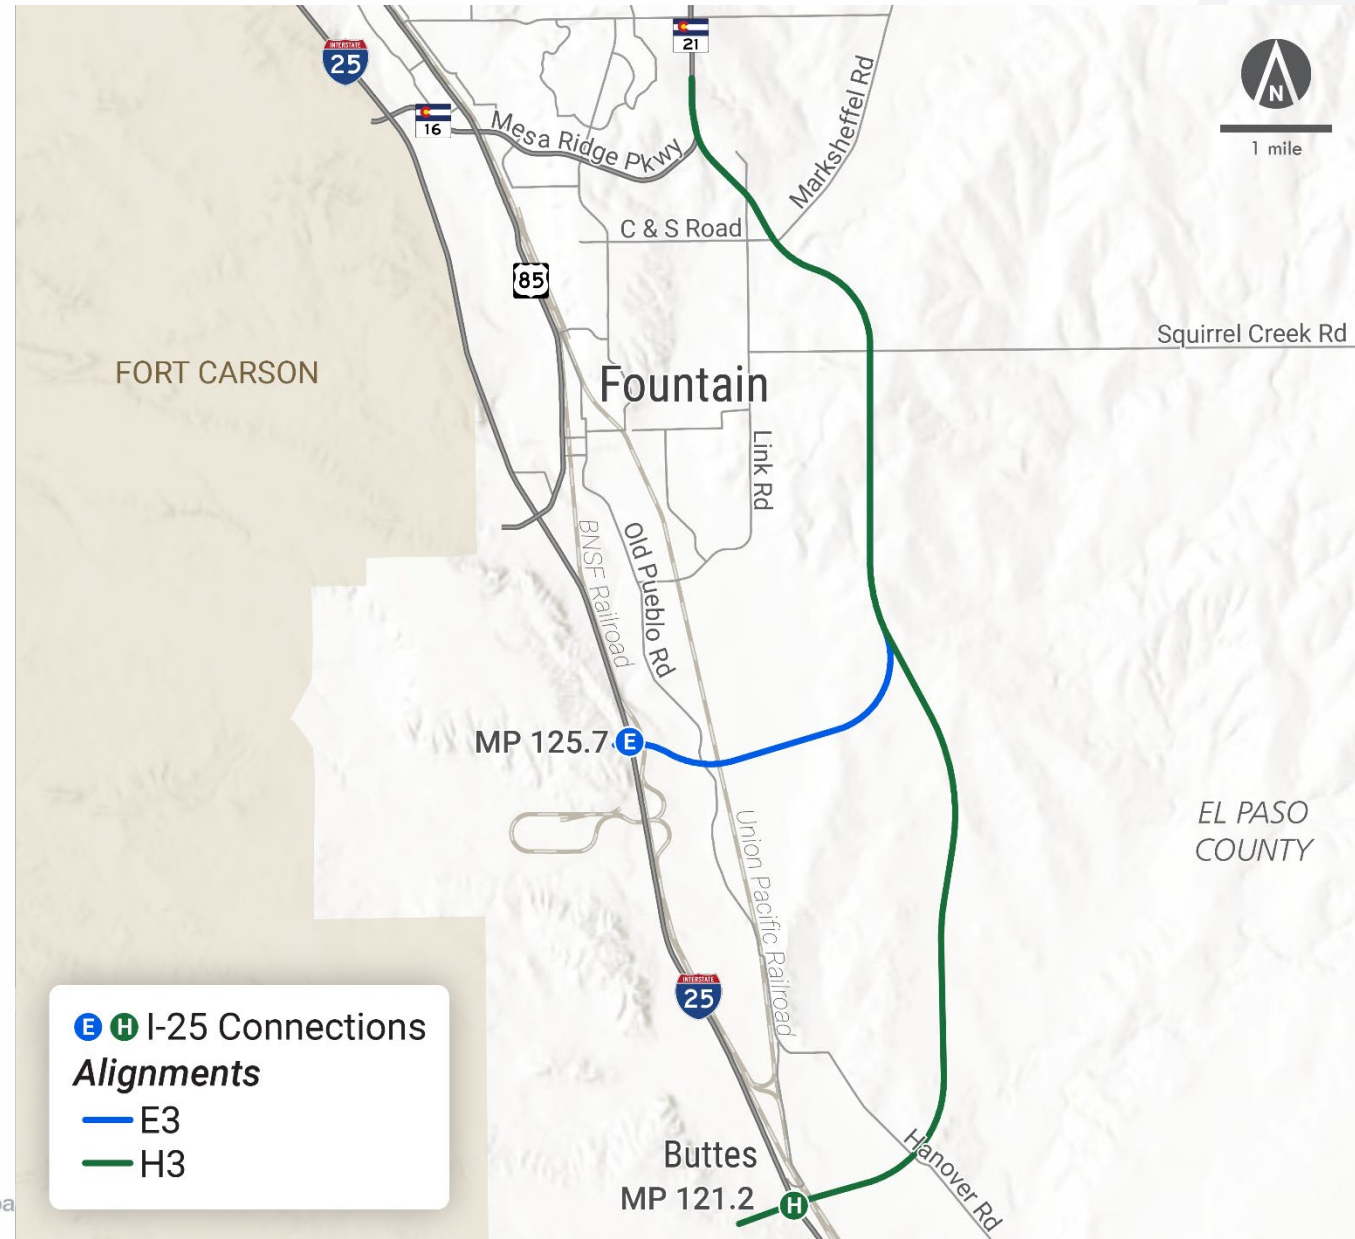 INTERSTATE
25
21
16
Mesa Ridge Pkwy
Marksheffel Rd
N
1 mile
C & S Road
85
Squirrel Creek Rd
FORT CARSON
Fountain
Link Rd
BNSF Railroad
Old Pueblo Rd
MP 125.7
E
Union Pacific Railroad
EL PASO
COUNTY
INTERSTATE
25
E H I-25 Connections
Alignments
E3
H3
Buttes
MP 121.2
H
Hanover Rd